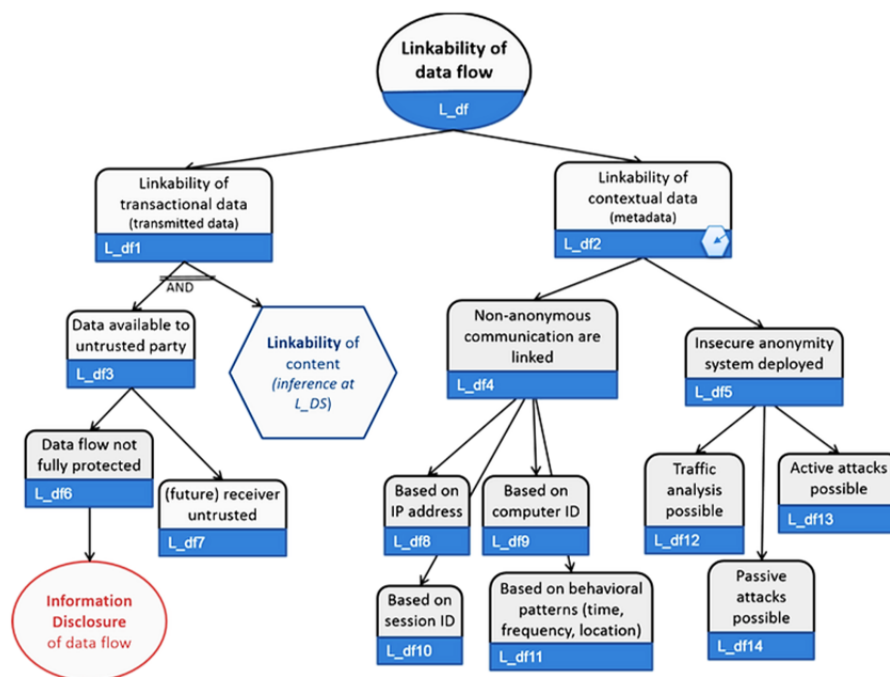 Linkability of
data flow
L_df
Linkability of
transactional data
(transmitted data)
L_df1
Linkability of
contextual data
(metadata)
L_df2
AND
Data available to
untrusted party
L_df3
Linkability of
content
(inference at
L_DS)
Non-anonymous
communication are
linked
L_df4
Insecure anonymity
system deployed
L_df5
Data flow not
fully protected
L_df6
(future) receiver
untrusted
L_df7
Based on
IP address
L_df8
Based on
computer ID
L_df9
Traffic
analysis
possible
L_df12
Active attacks
possible
L_df13
Information
Disclosure
of data flow
Based on
session ID
L_df10
Based on behavioral
patterns (time,
frequency, location)
L_df11
Passive
attacks
possible
L_df14